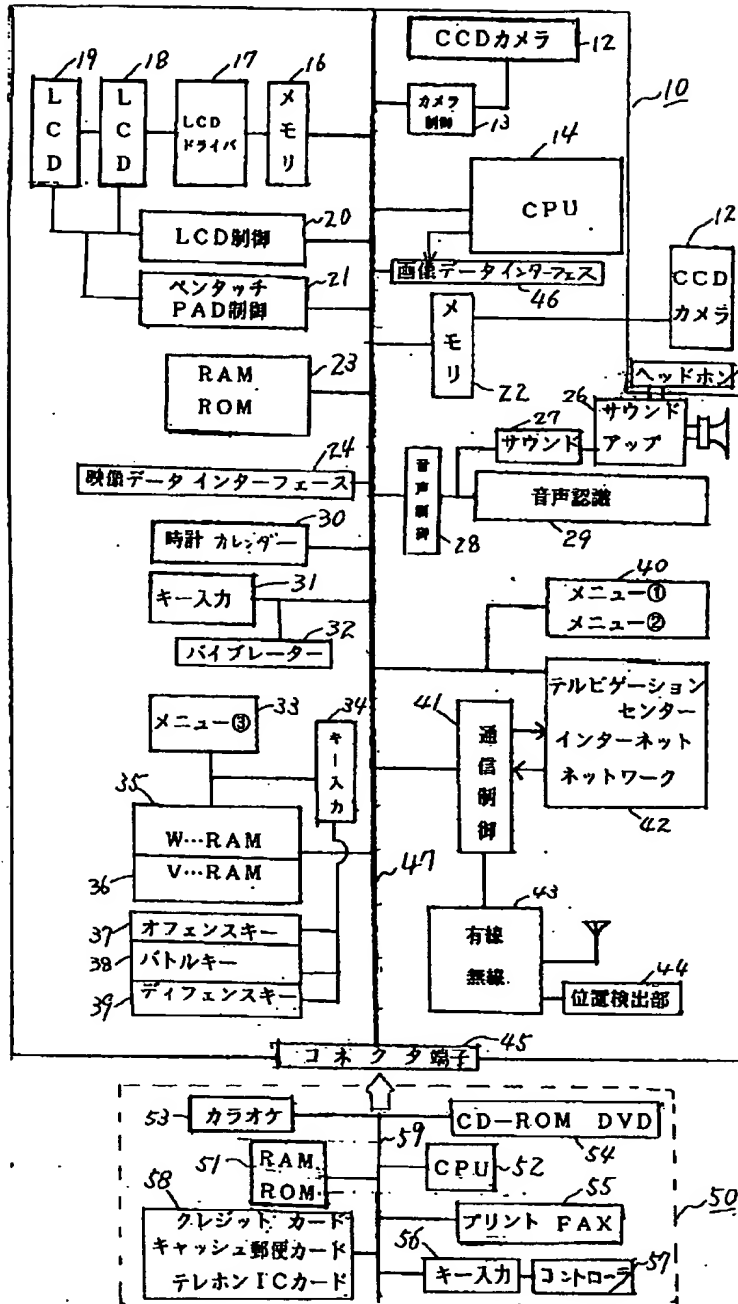 CCDカメラ
12
カメラ
制御
13
10
19
LCD
18
LCD
17
LCD
ドライバ
16
メモリ
14
CPU
20
LCD制御
21
ペンタッチ
PAD制御
画像データインターフェス
46
12
CCD
カメラ
メモリ
22
23
RAM
ROM
ヘッドホン
26
サウンド
アップ
27
サウンド
24
映像データ インターフェース
音声制御
28
音声認識
29
30
時計 カレンダー
31
キー入力
32
バイブレーター
40
メニュー①
メニュー②
33
メニュー③
34
キー入力
41
通信制御
テルビゲーション
センター
インターネット
ネットワーク
42
35
W…RAM
36
V…RAM
47
37
オフェンスキー
38
バトルキー
39
ディフェンスキー
43
有線
無線
44
位置検出部
コネクタ端子
45
53
カラオケ
59
CD-ROM DVD
54
51
RAM
ROM
CPU
52
58
クレジット カード
キャッシュ郵便カード
テレホンICカード
55
プリント FAX
50
56
キー入力
コントローラ
57